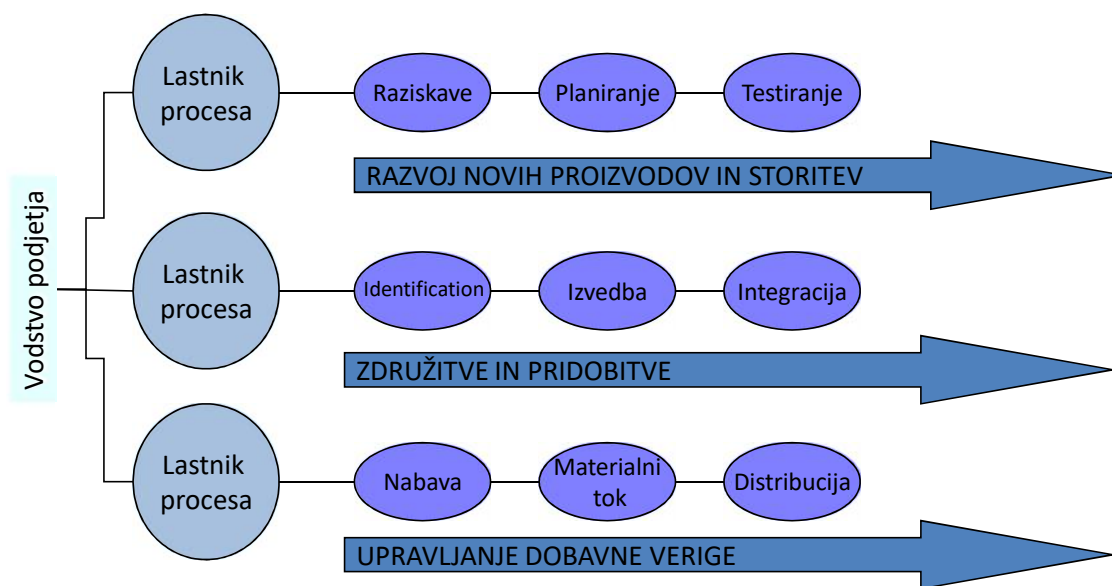 Vodstvo podjetja
Lastnik
procesa
Raziskave
Planiranje
Testiranje
RAZVOJ NOVIH PROIZVODOV IN STORITEV
Lastnik
procesa
Identification
Izvedba
Integracija
ZDRUŽITVE IN PRIDOBITVE
Lastnik
procesa
Nabava
Materialni
tok
Distribucija
UPRAVLJANJE DOBAVNE VERIGE